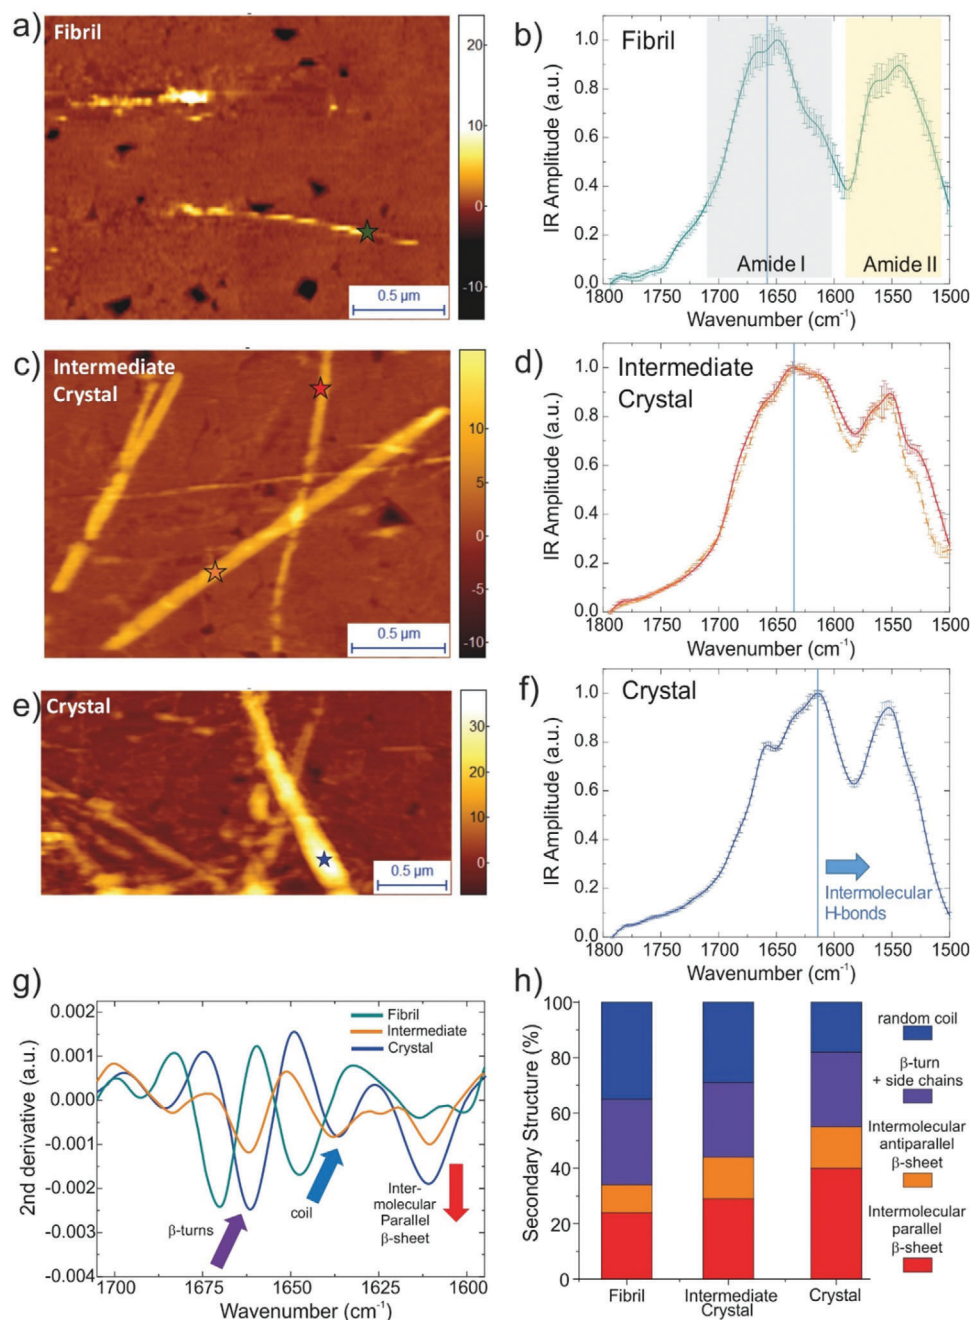 a)
Fibril
20
10
0
-10
0.5 µm
b)
Fibril
1.0
0.8
0.6
0.4
0.2
0.0
IR Amplitude (a.u.)
Amide I
Amide II
1800 1750 1700 1650 1600 1550 1500
Wavenumber (cm-1)
c)
Intermediate
Crystal
10
5
0
-5
-10
0.5 µm
d)
Intermediate
Crystal
1.0
0.8
0.6
0.4
0.2
0.0
IR Amplitude (a.u.)
1800 1750 1700 1650 1600 1550 1500
Wavenumber (cm-1)
e)
Crystal
30
20
10
0
0.5 µm
f)
Crystal
1.0
0.8
0.6
0.4
0.2
0.0
IR Amplitude (a.u.)
Intermolecular
H-bonds
1800 1750 1700 1650 1600 1550 1500
Wavenumber (cm-1)
g)
0.002
0.001
0.000
-0.001
-0.002
-0.003
-0.004
2nd derivative (a.u.)
Fibril
Intermediate
Crystal
β-turns
coil
Inter-
molecular
Parallel
β-sheet
1700 1675 1650 1625 1600
Wavenumber (cm-1)
h)
100
80
60
40
20
0
Secondary Structure (%)
Fibril
Intermediate
Crystal
Crystal
random coil
β-turn
+ side chains
Intermolecular
antiparallel
β-sheet
Intermolecular
parallel
β-sheet